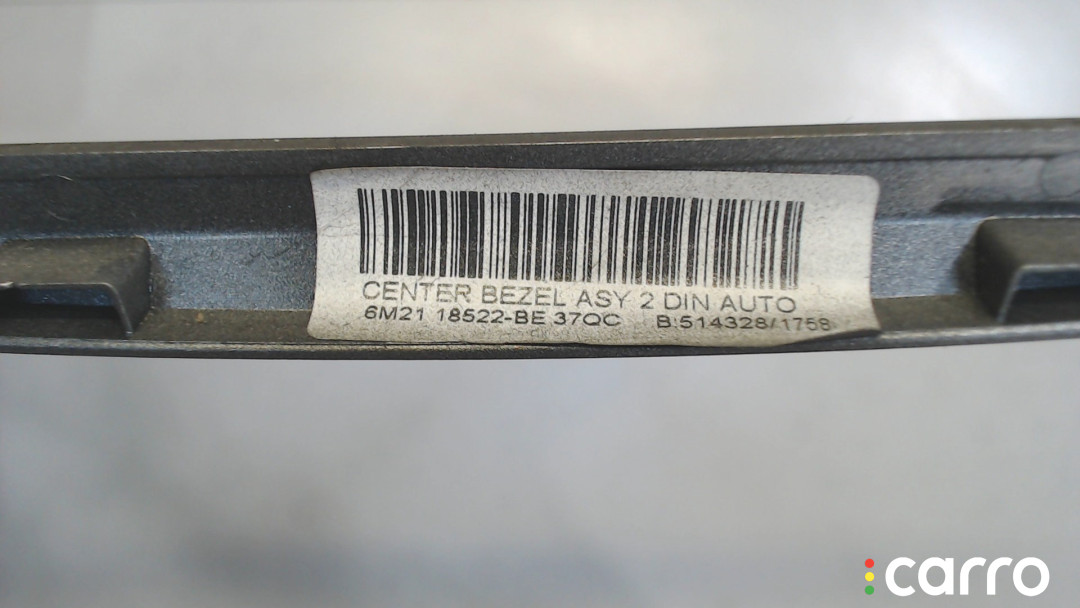 CENTER BEZEL ASY 2 DIN AUTO
6M21 18522-BE 37QC B:514328/1758
carro